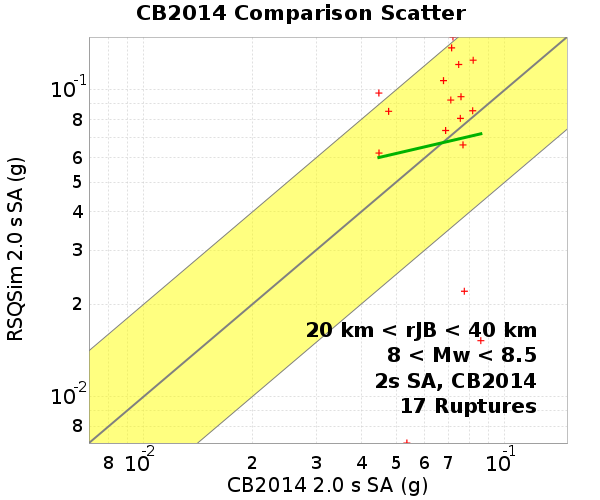 CB2014 Comparison Scatter
RSQSim 2.0 s SA (g)
10-1
8
6
5
4
3
2
10-2
8
20 km < rJB < 40 km
8 < Mw < 8.5
2s SA, CB2014
17 Ruptures
8 10-2 2 3 4 5 6 7 10-1
CB2014 2.0 s SA (g)